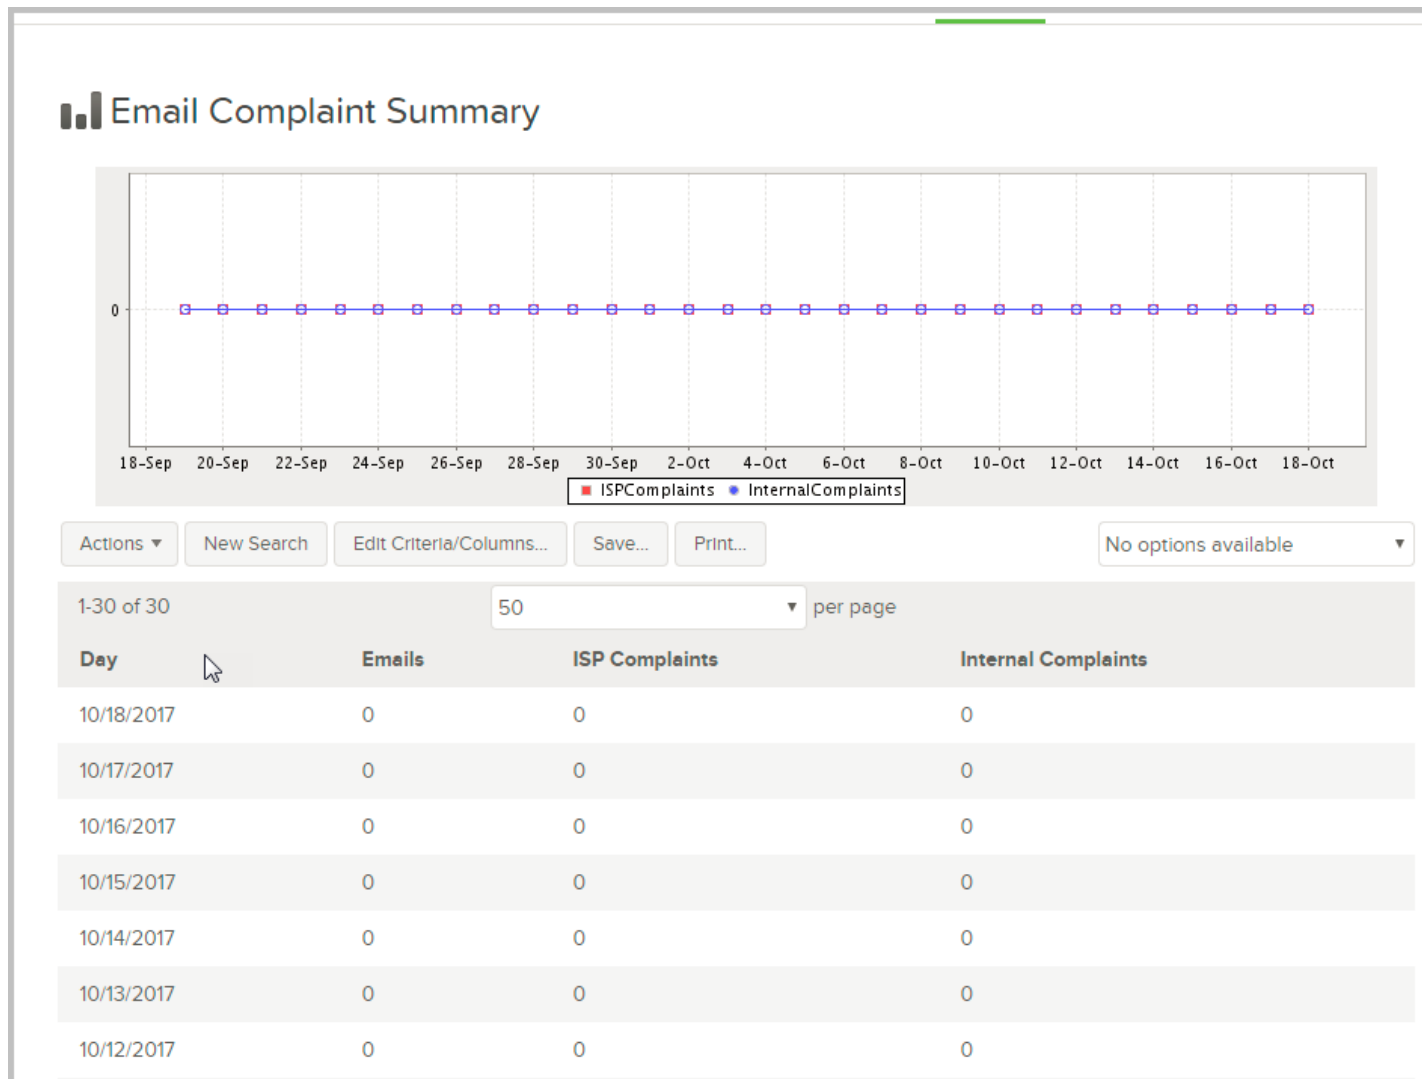 Email Complaint Summary
0
18-Sep 20-Sep 22-Sep 24-Sep 26-Sep 28-Sep 30-Sep 2-Oct 4-Oct 6-Oct 8-Oct 10-Oct 12-Oct 14-Oct 16-Oct 18-Oct
ISPComplaints InternalComplaints
Actions New Search Edit Criteria/Columns... Save... Print... No options available
1-30 of 30 50 per page
Day Emails ISP Complaints Internal Complaints
10/18/2017 0 0 0
10/17/2017 0 0 0
10/16/2017 0 0 0
10/15/2017 0 0 0
10/14/2017 0 0 0
10/13/2017 0 0 0
10/12/2017 0 0 0